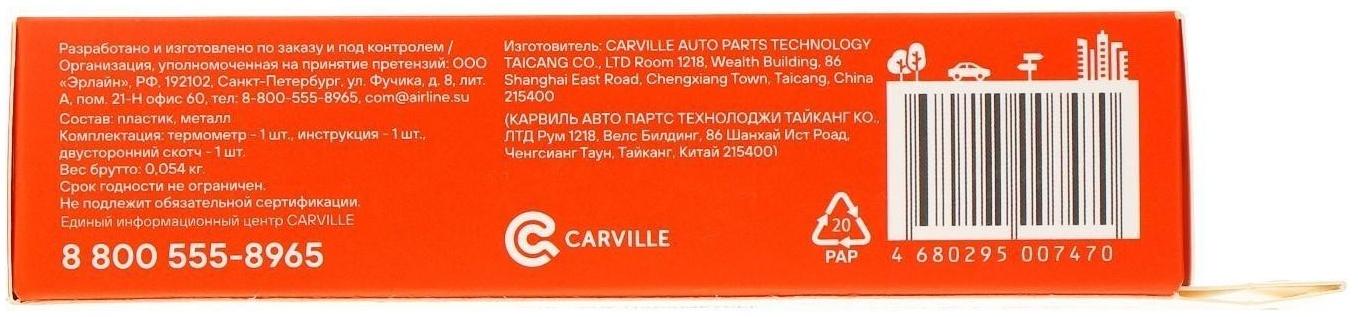 Разработано и изготовлено по заказу и под контролем /
Организация, уполномоченная на принятие претензий: ООО
«Эрлайн», РФ, 192102, Санкт-Петербург, ул. Фучика, д. 8, лит.
А, пом. 21-Н офис 60, тел: 8-800-555-8965, com@airline.su
Состав: пластик, металл
Комплектация: термометр - 1 шт., инструкция - 1 шт.,
двусторонний скотч - 1 шт.
Вес брутто: 0,054 кг.
Срок годности не ограничен.
Не подлежит обязательной сертификации.
Единый информационный центр CARVILLE
8 800 555-8965
Изготовитель: CARVILLE AUTO PARTS TECHNOLOGY
TAICANG CO., LTD Room 1218, Wealth Building, 86
Shanghai East Road, Chengxiang Town, Taicang, China
215400
(КАРВИЛЬ АВТО ПАРТС ТЕХНОЛОДЖИ ТАЙКАНГ КО.,
ЛТД Рум 1218, Велс Билдинг, 86 Шанхай Ист Роад,
Ченгсианг Таун, Тайканг, Китай 215400)
CARVILLE
20
PAP
4 680295 007470